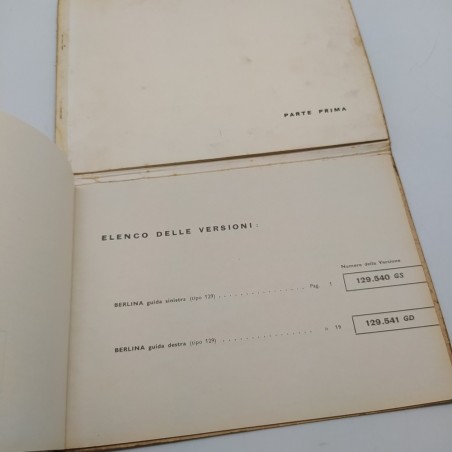 PARTE PRIMA
ELENCO DELLE VERSIONI
Numero della Versione
BERLINA guida sinistra (tipo 129) . . . . . . . . . . . . Pag. 1 129.540 GS
BERLINA guida destra (tipo 129) . . . . . . . . . . . . » 19 129.541 GD